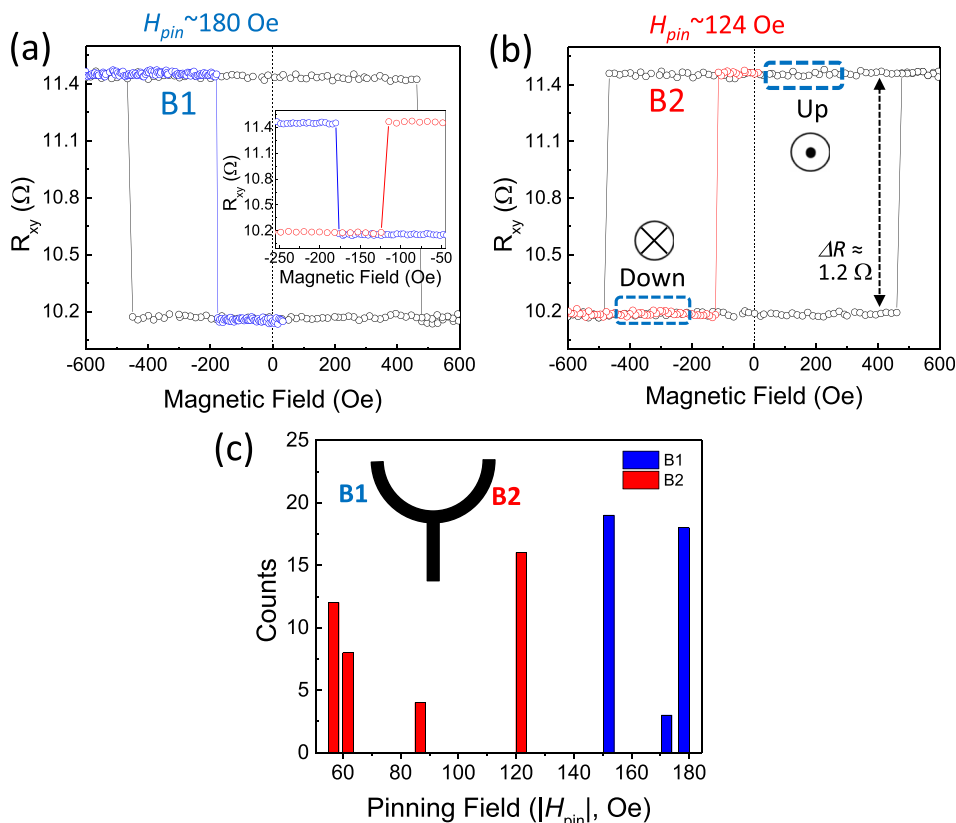 H_pin~180 Oe
(a)
11.4
11.1
10.8
10.5
10.2
R_xy (Ω)
B1
11.4
11.1
10.8
10.5
10.2
R_xy (Ω)
-250 -200 -150 -100 -50
Magnetic Field (Oe)
-600 -400 -200 0 200 400 600
Magnetic Field (Oe)
H_pin~124 Oe
(b)
11.4
11.1
10.8
10.5
10.2
R_xy (Ω)
B2
Up
Down
ΔR ≈
1.2 Ω
-600 -400 -200 0 200 400 600
Magnetic Field (Oe)
(c)
25
20
15
10
5
0
Counts
B1
B2
B1
B2
60 80 100 120 140 160 180
Pinning Field (|H_pin|, Oe)